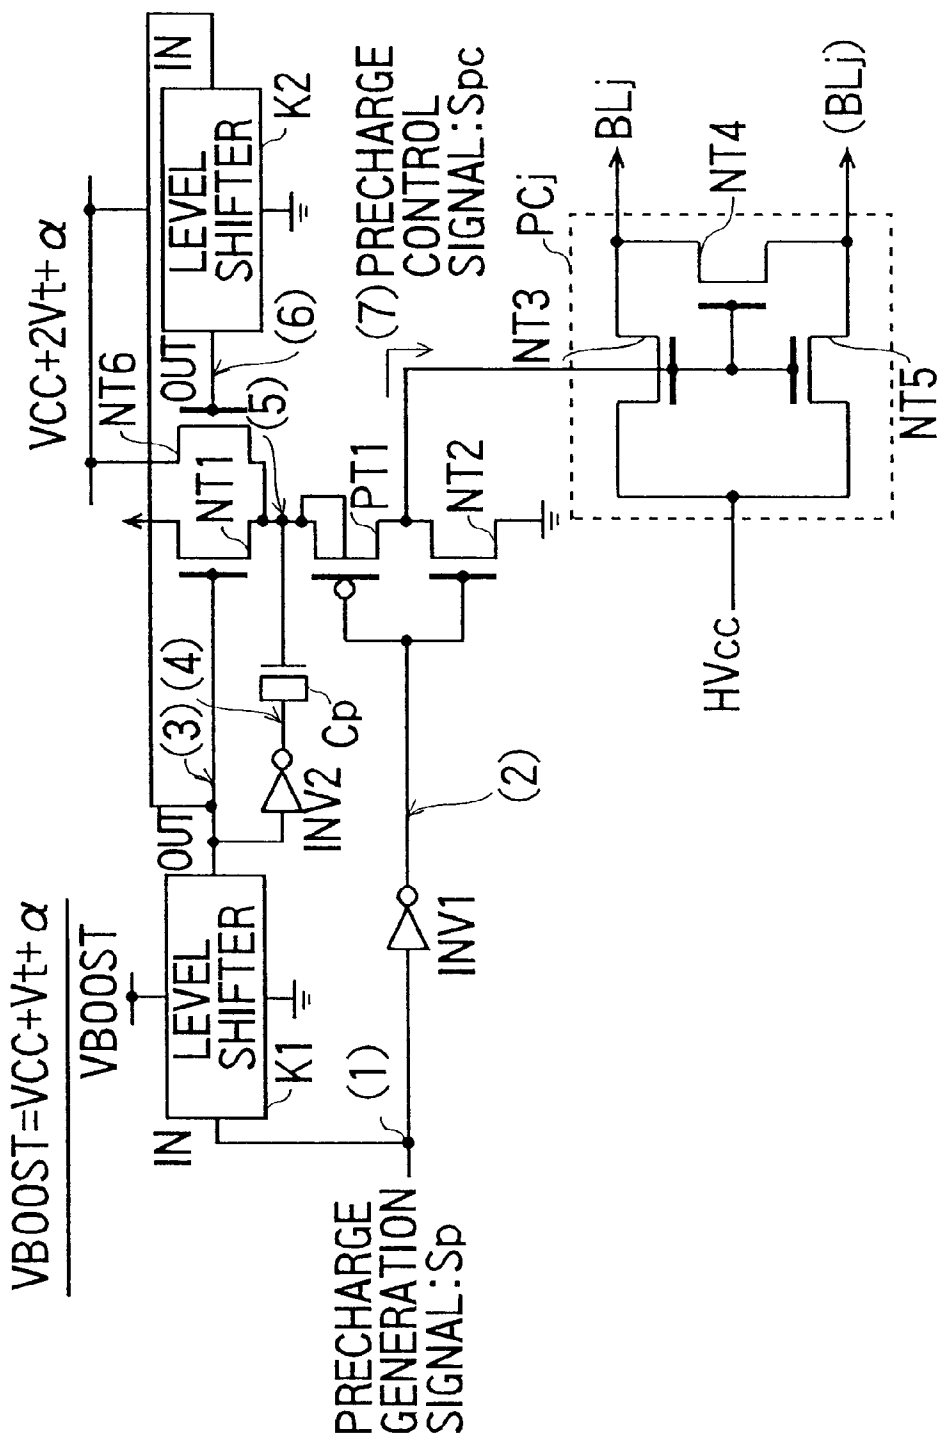 VBOOST=VCC+Vt+α
VBOOST
VCC+2Vt+α
IN
LEVEL
SHIFTER
OUT
K1
(3)
(4)
INV2
Cp
NT1
NT6
OUT
LEVEL
SHIFTER
IN
K2
(6)
(5)
PT1
NT2
(7)
PRECHARGE
CONTROL
SIGNAL:Spc
PRECHARGE
GENERATION
SIGNAL:Sp
(1)
INV1
(2)
HVcc
PCj
NT3
NT4
NT5
BLj
(BLj)